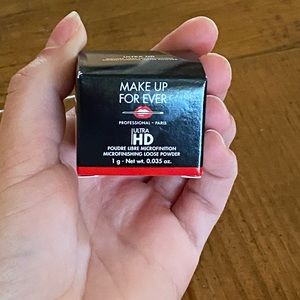 MAKE UP
FOR EVER
PROFESSIONAL - PARIS
ULTRA
HD
POUDRE LIBRE MICROFINITION
MICROFINISHING LOOSE POWDER
1 g - Net wt. 0.035 oz.